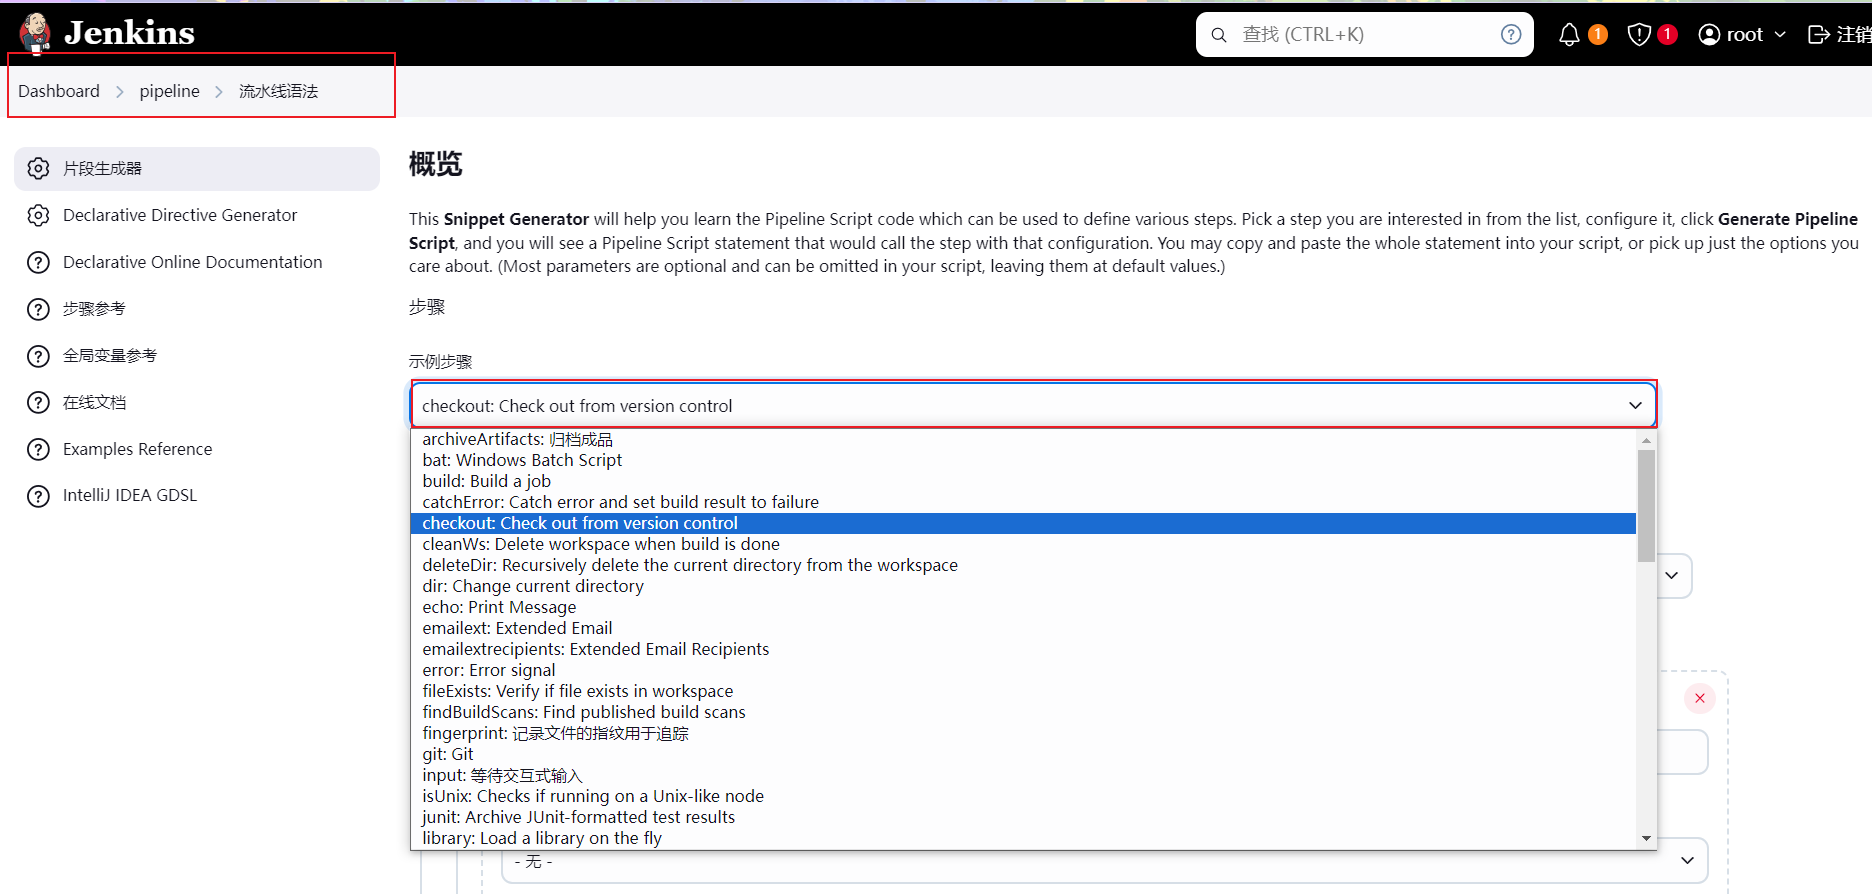 Jenkins
查找 (CTRL+K)
1
1
root
注销
Dashboard
pipeline
流水线语法
片段生成器
Declarative Directive Generator
Declarative Online Documentation
步骤参考
全局变量参考
在线文档
Examples Reference
IntelliJ IDEA GDSL
概览
This Snippet Generator will help you learn the Pipeline Script code which can be used to define various steps. Pick a step you are interested in from the list, configure it, click Generate Pipeline
Script, and you will see a Pipeline Script statement that would call the step with that configuration. You may copy and paste the whole statement into your script, or pick up just the options you
care about. (Most parameters are optional and can be omitted in your script, leaving them at default values.)
步骤
示例步骤
checkout: Check out from version control
archiveArtifacts: 归档成品
bat: Windows Batch Script
build: Build a job
catchError: Catch error and set build result to failure
checkout: Check out from version control
cleanWs: Delete workspace when build is done
deleteDir: Recursively delete the current directory from the workspace
dir: Change current directory
echo: Print Message
emailext: Extended Email
emailextrecipients: Extended Email Recipients
error: Error signal
fileExists: Verify if file exists in workspace
findBuildScans: Find published build scans
fingerprint: 记录文件的指纹用于追踪
git: Git
input: 等待交互式输入
isUnix: Checks if running on a Unix-like node
junit: Archive JUnit-formatted test results
library: Load a library on the fly
- 无 -